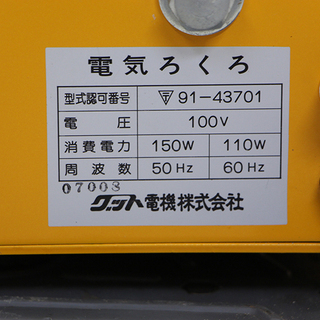 電気ろくろ
型式認可番号 〒 91-43701
電圧 100V
消費電力 150W 110W
周波数 50Hz 60Hz
07008
グット電機株式会社